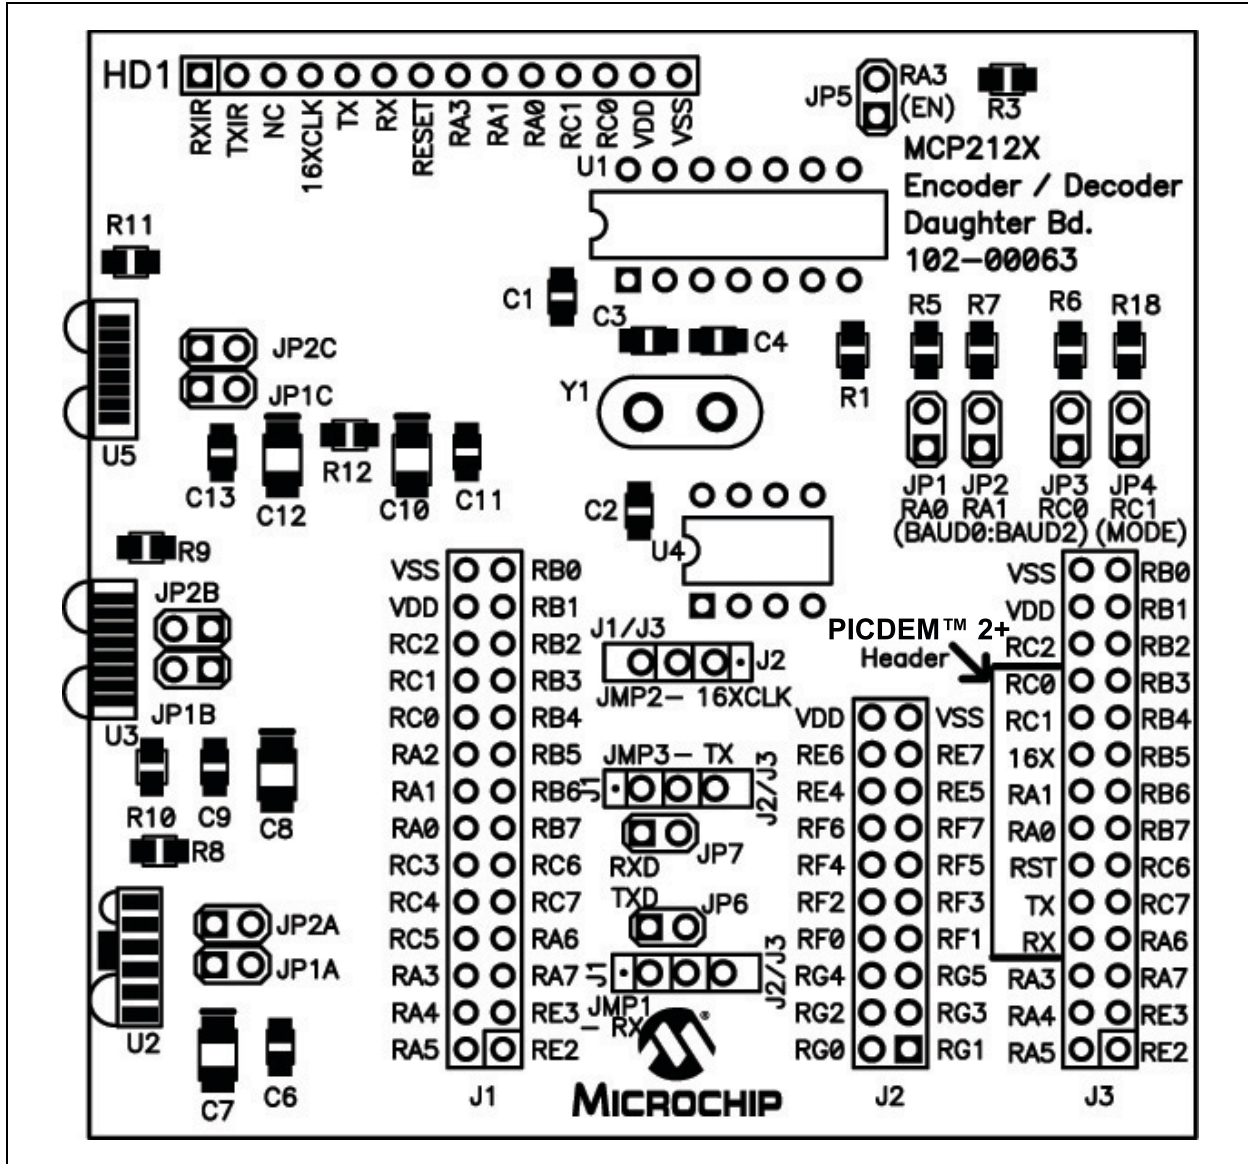 HD1
RXIR
TXIR
NC
16XCLK
TX
RX
RESET
RA3
RA1
RA0
RC1
RC0
VDD
VSS
JP5
RA3
(EN)
R3
MCP212X
Encoder / Decoder
Daughter Bd.
102-00063
U1
R11
C1
C3
C4
R5
R7
R6
R18
JP2C
JP1C
Y1
R1
U5
C13
C12
R12
C10
C11
C2
U4
JP1
JP2
JP3
JP4
RA0
RA1
RC0
RC1
(BAUD0:BAUD2) (MODE)
R9
JP2B
JP1B
U3
R10
C9
C8
R8
JP2A
JP1A
U2
C7
C6
VSS RB0
VDD RB1
RC2 RB2
RC1 RB3
RC0 RB4
RA2 RB5
RA1 RB6
RA0 RB7
RC3 RC6
RC4 RC7
RC5 RA6
RA3 RA7
RA4 RE3
RA5 RE2
J1
J1/J3
J2
JMP2- 16XCLK
JMP3- TX
J1
J2/J3
RXD
JP7
TXD
JP6
J1
J2/J3
JMP1
- RX
®
MICROCHIP
PICDEM™ 2+
Header
VDD VSS
RE6 RE7
RE4 RE5
RF6 RF7
RF4 RF5
RF2 RF3
RF0 RF1
RG4 RG5
RG2 RG3
RG0 RG1
J2
VSS RB0
VDD RB1
RC2 RB2
RC0 RB3
RC1 RB4
16X RB5
RA1 RB6
RA0 RB7
RST RC6
TX RC7
RX RA6
RA3 RA7
RA4 RE3
RA5 RE2
J3